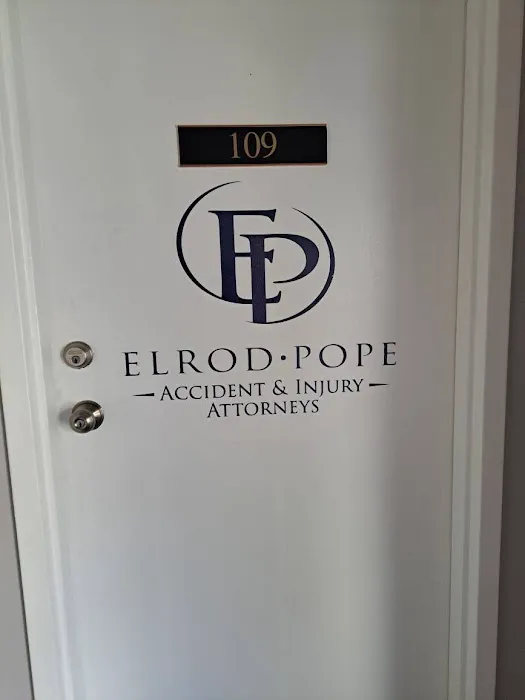 109
EP
ELROD·POPE
ACCIDENT & INJURY
ATTORNEYS